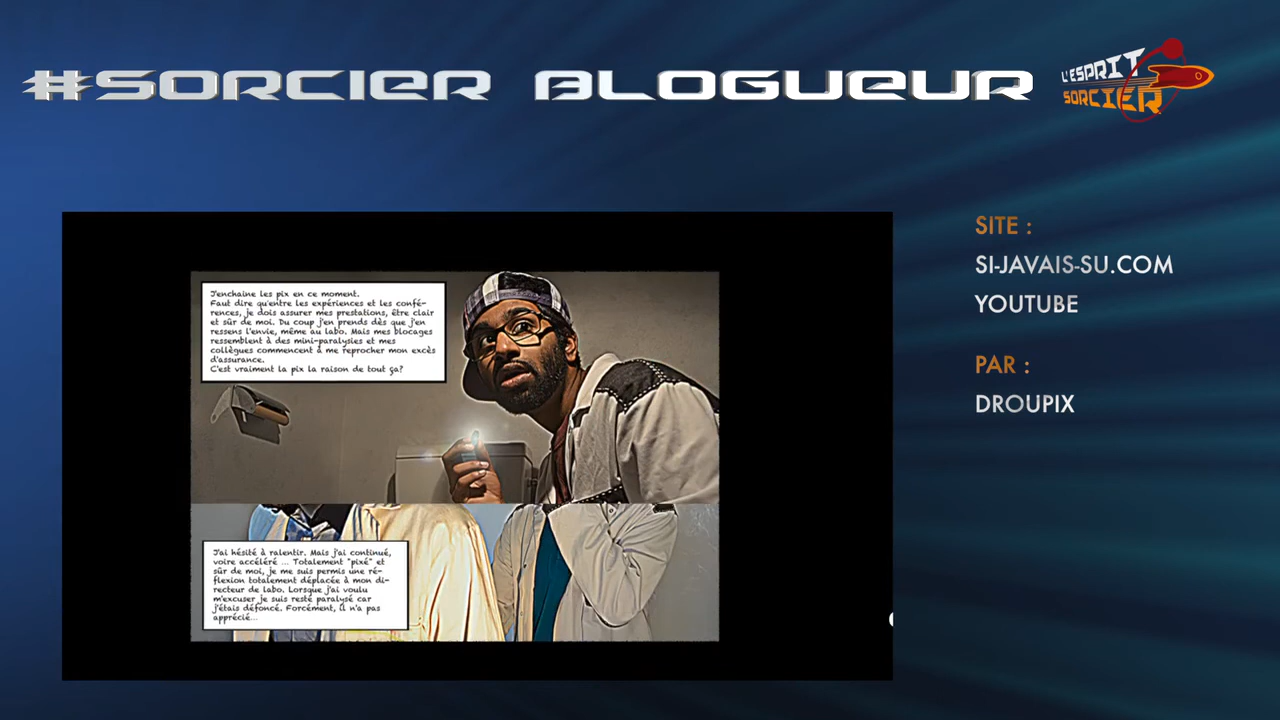 #SORCIER BLOGUEUR
L'ESPRIT
SORCIER
J'enchaine les pix en ce moment.
Faut dire qu'entre les expériences et les confé-
rences, je dois assurer mes prestations, être clair
et sûr de moi. Du coup j'en prends dès que j'en
ressens l'envie, même au labo. Mais mes blocages
ressemblent à des mini-paralysies et mes
collègues commencent à me reprocher mon excès
d'assurance.
C'est vraiment la pix la raison de tout ça?
J'ai hésité à ralentir. Mais j'ai continué,
voire accéléré ... Totalement "pixé" et
sûr de moi, je me suis permis une ré-
flexion totalement déplacée à mon di-
recteur de labo. Lorsque j'ai voulu
m'excuser je suis resté paralysé car
j'étais défoncé. Forcément, il n'a pas
apprécié...
SITE :
SI-JAVAIS-SU.COM
YOUTUBE
PAR :
DROUPIX